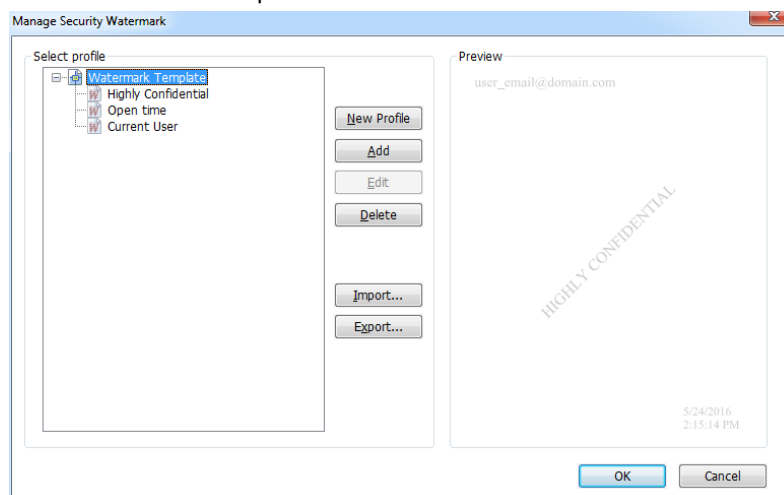 Manage Security Watermark
Select profile
Watermark Template
Highly Confidential
Open time
Current User
New Profile
Add
Edit
Delete
Import...
Export...
Preview
user_email@domain.com
HIGHLY CONFIDENTIAL
5/24/2016
2:15:14 PM
OK
Cancel